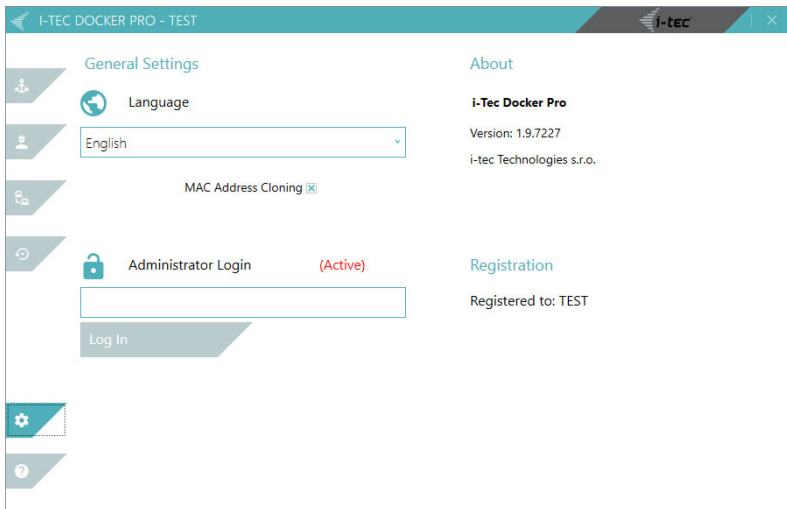 I-TEC DOCKER PRO - TEST
i-tec
General Settings
Language
English
MAC Address Cloning
Administrator Login
(Active)
Log In
About
i-Tec Docker Pro
Version: 1.9.7227
i-tec Technologies s.r.o.
Registration
Registered to: TEST